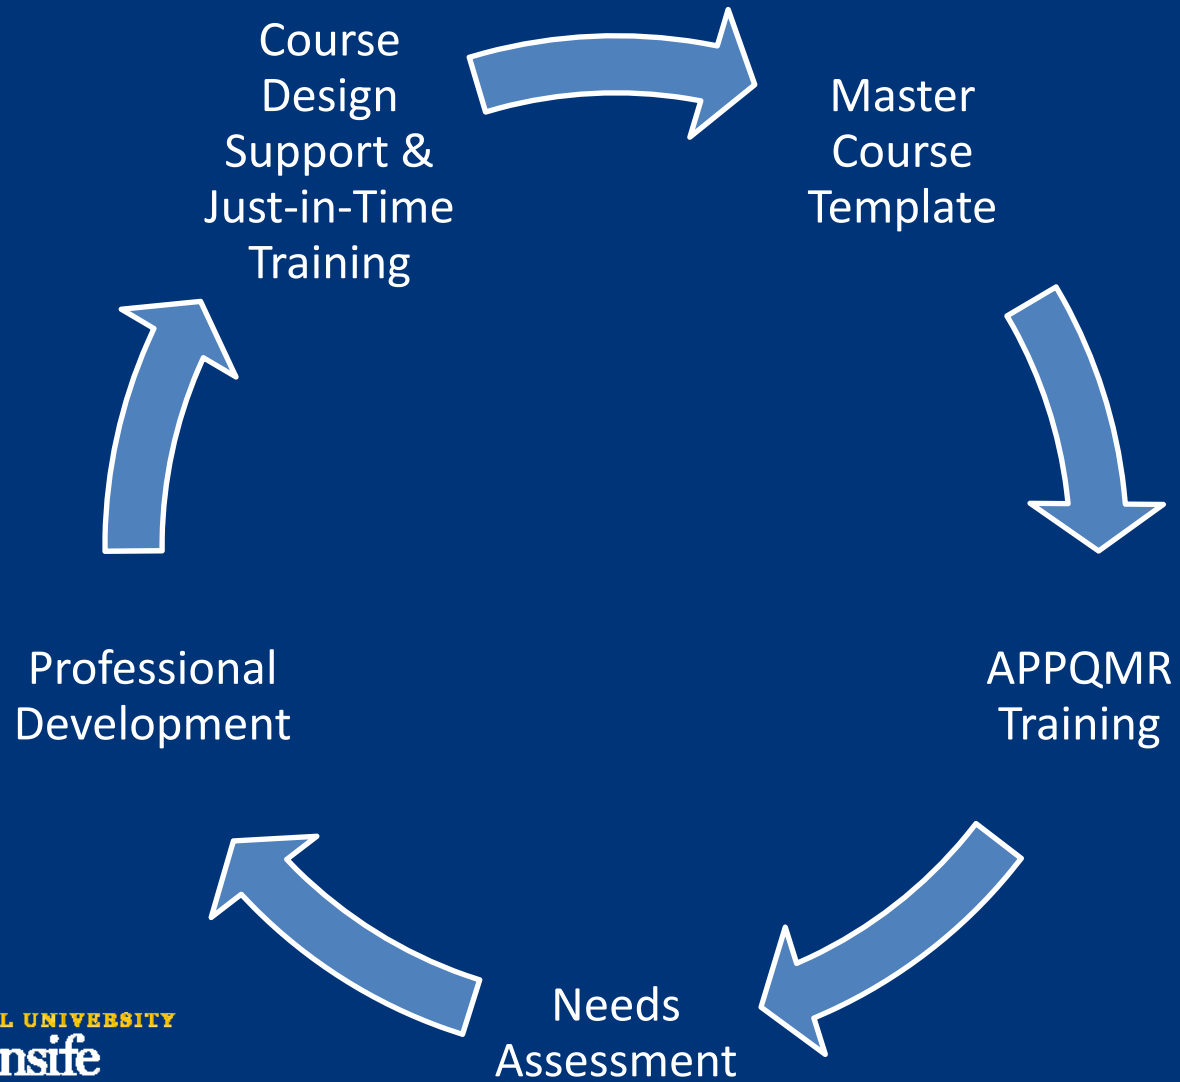 Course
Design
Support &
Just-in-Time
Training
Master
Course
Template
APPQMR
Training
Needs
Assessment
Professional
Development
L UNIVERSITY
nsife